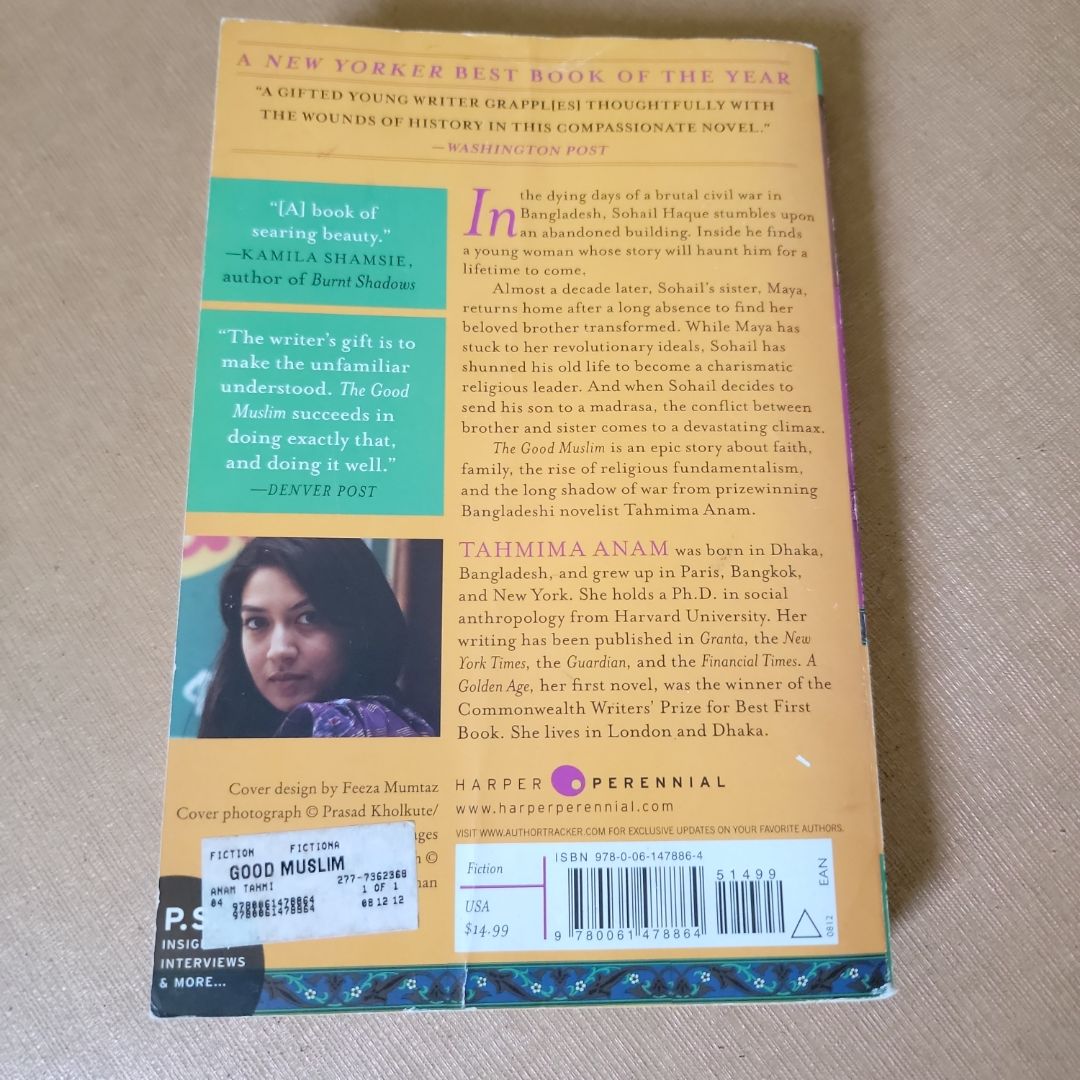 A NEW YORKER BEST BOOK OF THE YEAR
"A GIFTED YOUNG WRITER GRAPPL[ES] THOUGHTFULLY WITH
THE WOUNDS OF HISTORY IN THIS COMPASSIONATE NOVEL."
—WASHINGTON POST
"[A] book of
searing beauty."
—KAMILA SHAMSIE,
author of Burnt Shadows
"The writer's gift is to
make the unfamiliar
understood. The Good
Muslim succeeds in
doing exactly that,
and doing it well."
—DENVER POST
In the dying days of a brutal civil war in
Bangladesh, Sohail Haque stumbles upon
an abandoned building. Inside he finds
a young woman whose story will haunt him for a
lifetime to come.
Almost a decade later, Sohail's sister, Maya,
returns home after a long absence to find her
beloved brother transformed. While Maya has
stuck to her revolutionary ideals, Sohail has
shunned his old life to become a charismatic
religious leader. And when Sohail decides to
send his son to a madrasa, the conflict between
brother and sister comes to a devastating climax.
The Good Muslim is an epic story about faith,
family, the rise of religious fundamentalism,
and the long shadow of war from prizewinning
Bangladeshi novelist Tahmima Anam.
TAHMIMA ANAM was born in Dhaka,
Bangladesh, and grew up in Paris, Bangkok,
and New York. She holds a Ph.D. in social
anthropology from Harvard University. Her
writing has been published in Granta, the New
York Times, the Guardian, and the Financial Times. A
Golden Age, her first novel, was the winner of the
Commonwealth Writers' Prize for Best First
Book. She lives in London and Dhaka.
Cover design by Feeza Mumtaz
Cover photograph © Prasad Kholkute/
ages
©
HARPER PERENNIAL
www.harperperennial.com
VISIT WWW.AUTHORTRACKER.COM FOR EXCLUSIVE UPDATES ON YOUR FAVORITE AUTHORS.
FICTION FICTIONA
GOOD MUSLIM
ANAM TAHMI 277-7362368
04 9780061478864 1 OF 1
9780061478864 08 12 12
P.S
INSIG
INTERVIEWS
& MORE...
Fiction
USA
$14.99
ISBN 978-0-06-147886-4
51499
9 780061 478864
EAN
0812